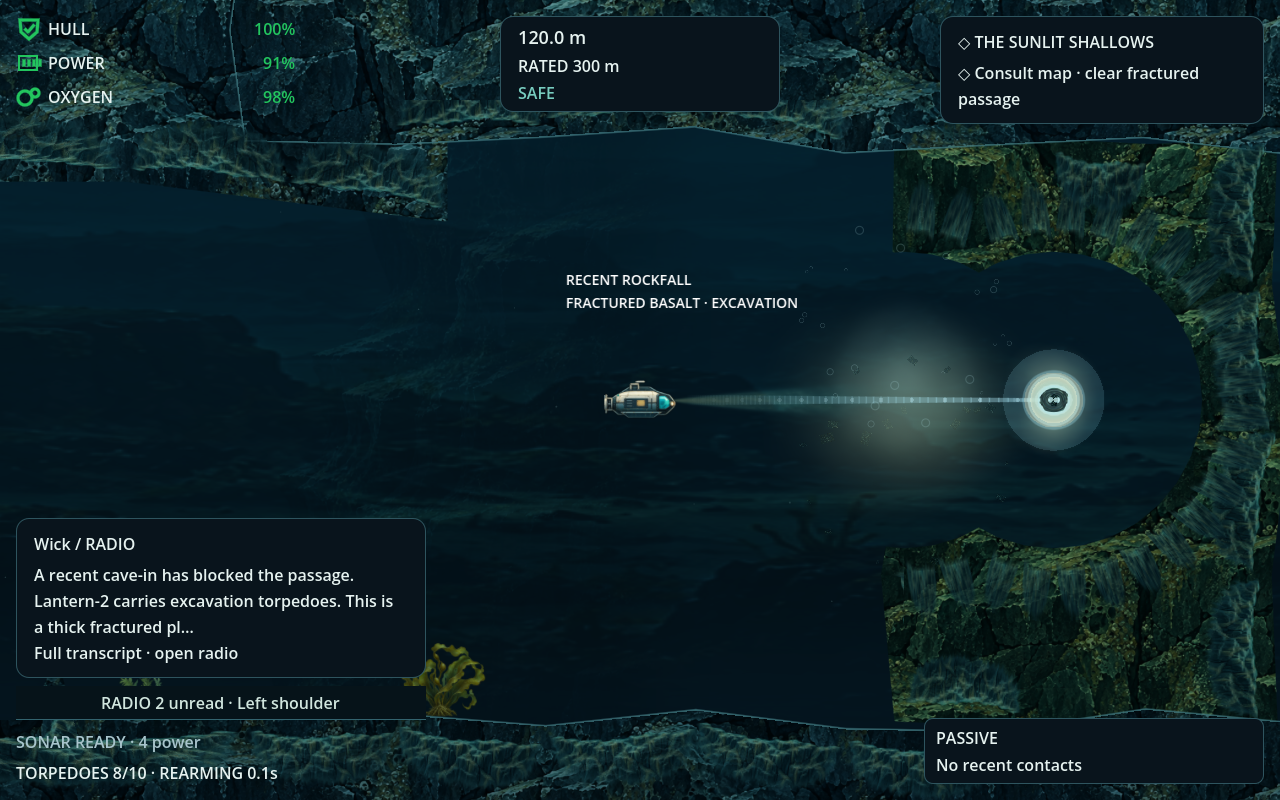 HULL 100%
POWER 91%
OXYGEN 98%
120.0 m
RATED 300 m
SAFE
◇ THE SUNLIT SHALLOWS
◇ Consult map · clear fractured
passage
RECENT ROCKFALL
FRACTURED BASALT · EXCAVATION
Wick / RADIO
A recent cave-in has blocked the passage.
Lantern-2 carries excavation torpedoes. This is
a thick fractured pl...
Full transcript · open radio
RADIO 2 unread · Left shoulder
SONAR READY · 4 power
TORPEDOES 8/10 · REARMING 0.1s
PASSIVE
No recent contacts